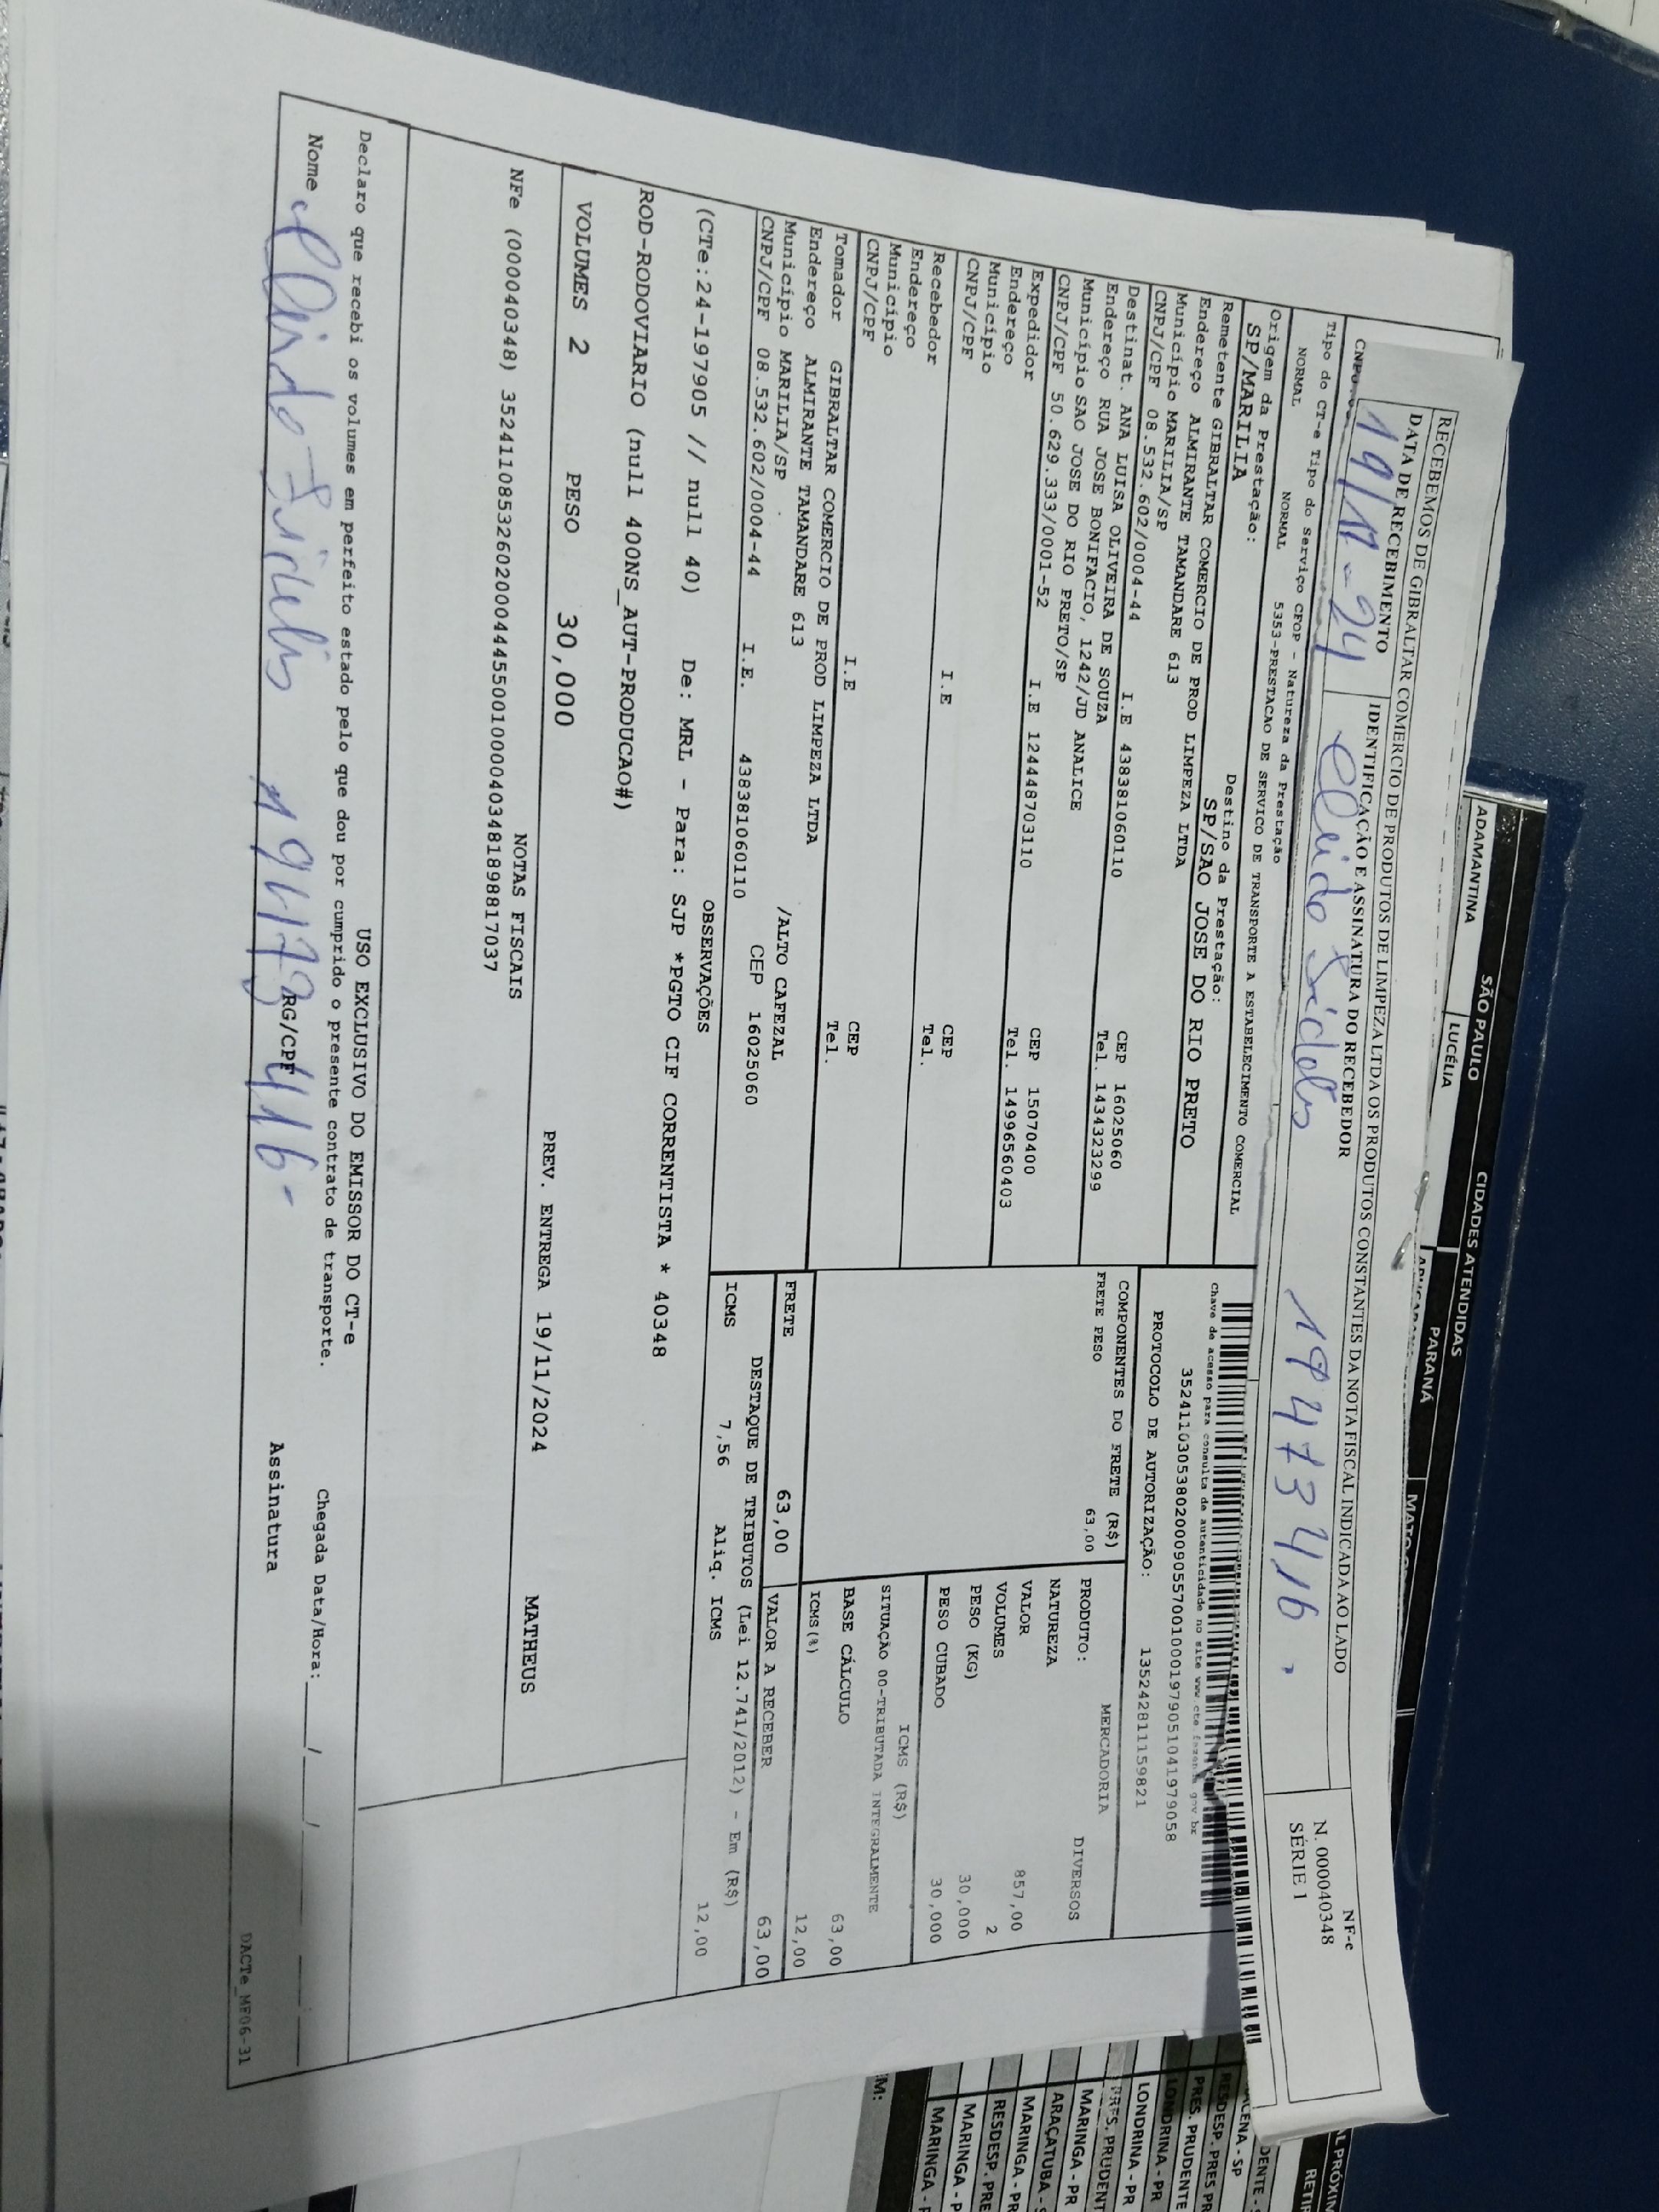 RECEBEMOS DE GIBRALTAR COMERCIO DE PRODUTOS DE LIMPEZA LTDA OS PRODUTOS CONSTANTES DA NOTA FISCAL INDICADA AO LADO
DATA DE RECEBIMENTO
IDENTIFICAÇÃO E ASSINATURA DO RECEBEDOR
19/11-24
19473416
NF-e
N. 000040348
SÉRIE 1
Tipo do CT-e Tipo do Serviço CFOP - Natureza da Prestação
NORMAL NORMAL 5353-PRESTACAO DE SERVICO DE TRANSPORTE A ESTABELECIMENTO COMERCIAL
Origem da Prestação: Destino da Prestação:
SP/MARILIA SP/SAO JOSE DO RIO PRETO
Remetente GIBRALTAR COMERCIO DE PROD LIMPEZA LTDA
Endereço ALMIRANTE TAMANDARE 613 CEP 16025060
Município MARILIA/SP Tel. 1434323299
CNPJ/CPF 08.532.602/0004-44 I.E 438381060110
Destinat. ANA LUISA OLIVEIRA DE SOUZA
Endereço RUA JOSE BONIFACIO, 1242/JD ANALICE CEP 15070400
Município SAO JOSE DO RIO PRETO/SP Tel. 14996560403
CNPJ/CPF 50.629.333/0001-52 I.E 124448703110
Expedidor
Endereço CEP
Município Tel.
CNPJ/CPF I.E
Recebedor
Endereço CEP
Município Tel.
CNPJ/CPF I.E
Tomador GIBRALTAR COMERCIO DE PROD LIMPEZA LTDA
Endereço ALMIRANTE TAMANDARE 613 /ALTO CAFEZAL
Município MARILIA/SP CEP 16025060
CNPJ/CPF 08.532.602/0004-44 I.E. 438381060110
Chave de acesso para consulta de autenticidade no site www.cte.fazenda.gov.br
PROTOCOLO DE AUTORIZAÇÃO: 135242811159821
COMPONENTES DO FRETE (R$)
FRETE PESO 63,00
PRODUTO: MERCADORIA
NATUREZA DIVERSOS
VALOR 857,00
VOLUMES 2
PESO (KG) 30,000
PESO CUBADO 30,000
ICMS (R$)
SITUAÇÃO 00-TRIBUTADA INTEGRALMENTE
BASE CÁLCULO 63,00
ICMS(%) 12,00
FRETE 63,00 VALOR A RECEBER 63,00
DESTAQUE DE TRIBUTOS (Lei 12.741/2012) - Em (R$)
ICMS 7,56 Aliq. ICMS 12,00
OBSERVAÇÕES
(CTe:24-197905 // null 40) De: MRL - Para: SJP *PGTO CIF CORRENTISTA * 40348
ROD-RODOVIARIO (null 400NS_AUT-PRODUCAO#)
VOLUMES 2 PESO 30,000 PREV. ENTREGA 19/11/2024 MATHEUS
NOTAS FISCAIS
NFe (000040348) 35241108532602000444550010000403481898817037
USO EXCLUSIVO DO EMISSOR DO CT-e
Declaro que recebi os volumes em perfeito estado pelo que dou por cumprido o presente contrato de transporte.
Chegada Data/Hora: / / :
Nome RG/CPF Assinatura
19473416
DACTe_MF06-31
CIDADES ATENDIDAS
SÃO PAULO
PARANÁ
ADAMANTINA
LUCÉLIA
LONDRINA - PR
MARINGA - PR